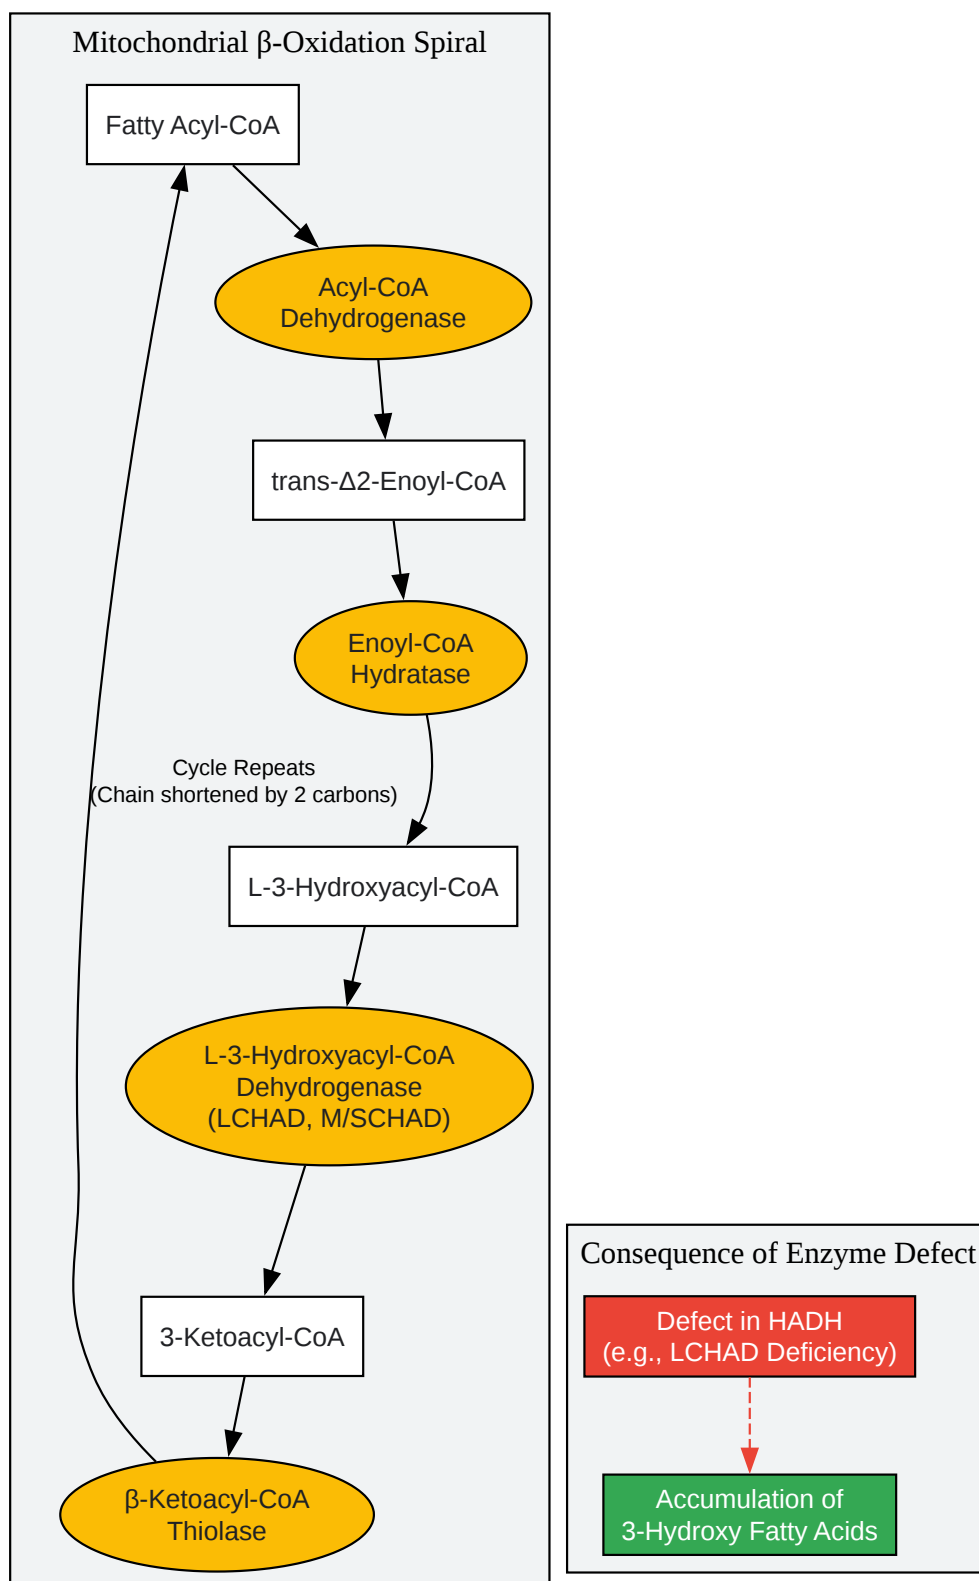 Mitochondrial β-Oxidation Spiral
Fatty Acyl-CoA
Acyl-CoA
Dehydrogenase
trans-Δ2-Enoyl-CoA
Enoyl-CoA
Hydratase
Cycle Repeats
(Chain shortened by 2 carbons)
L-3-Hydroxyacyl-CoA
L-3-Hydroxyacyl-CoA
Dehydrogenase
(LCHAD, M/SCHAD)
3-Ketoacyl-CoA
β-Ketoacyl-CoA
Thiolase
Consequence of Enzyme Defect
Defect in HADH
(e.g., LCHAD Deficiency)
Accumulation of
3-Hydroxy Fatty Acids